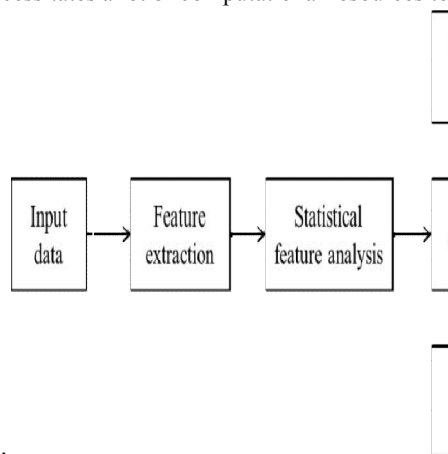 Input
data
Feature
extraction
Statistical
feature analysis